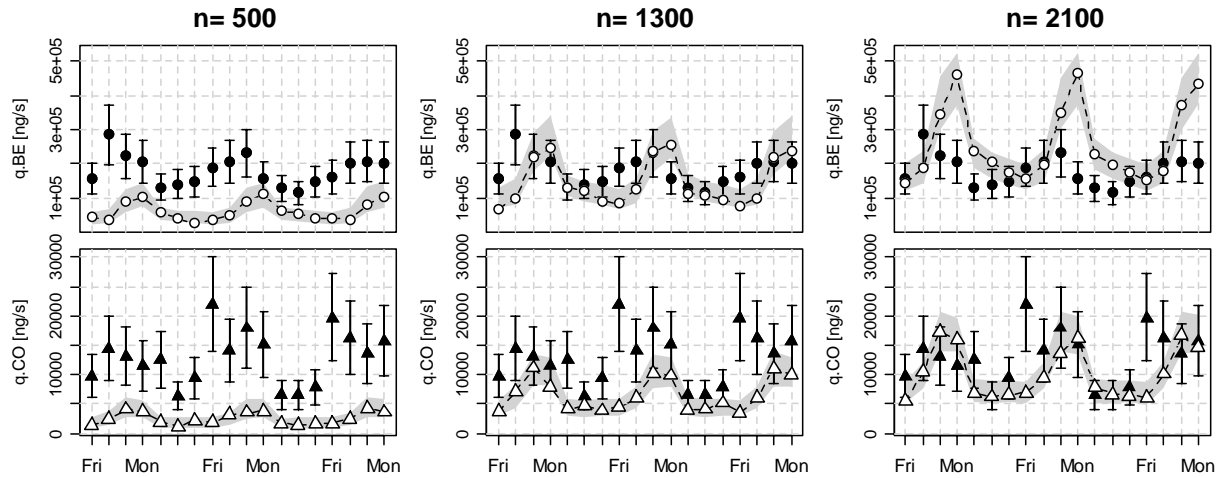 n= 500
n= 1300
n= 2100
q.BE [ng/s]
1e+05
3e+05
5e+05
q.BE [ng/s]
1e+05
3e+05
5e+05
q.BE [ng/s]
1e+05
3e+05
5e+05
q.CO [ng/s]
0
10000
20000
30000
q.CO [ng/s]
0
10000
20000
30000
q.CO [ng/s]
0
10000
20000
30000
Fri Mon Fri Mon Fri Mon
Fri Mon Fri Mon Fri Mon
Fri Mon Fri Mon Fri Mon